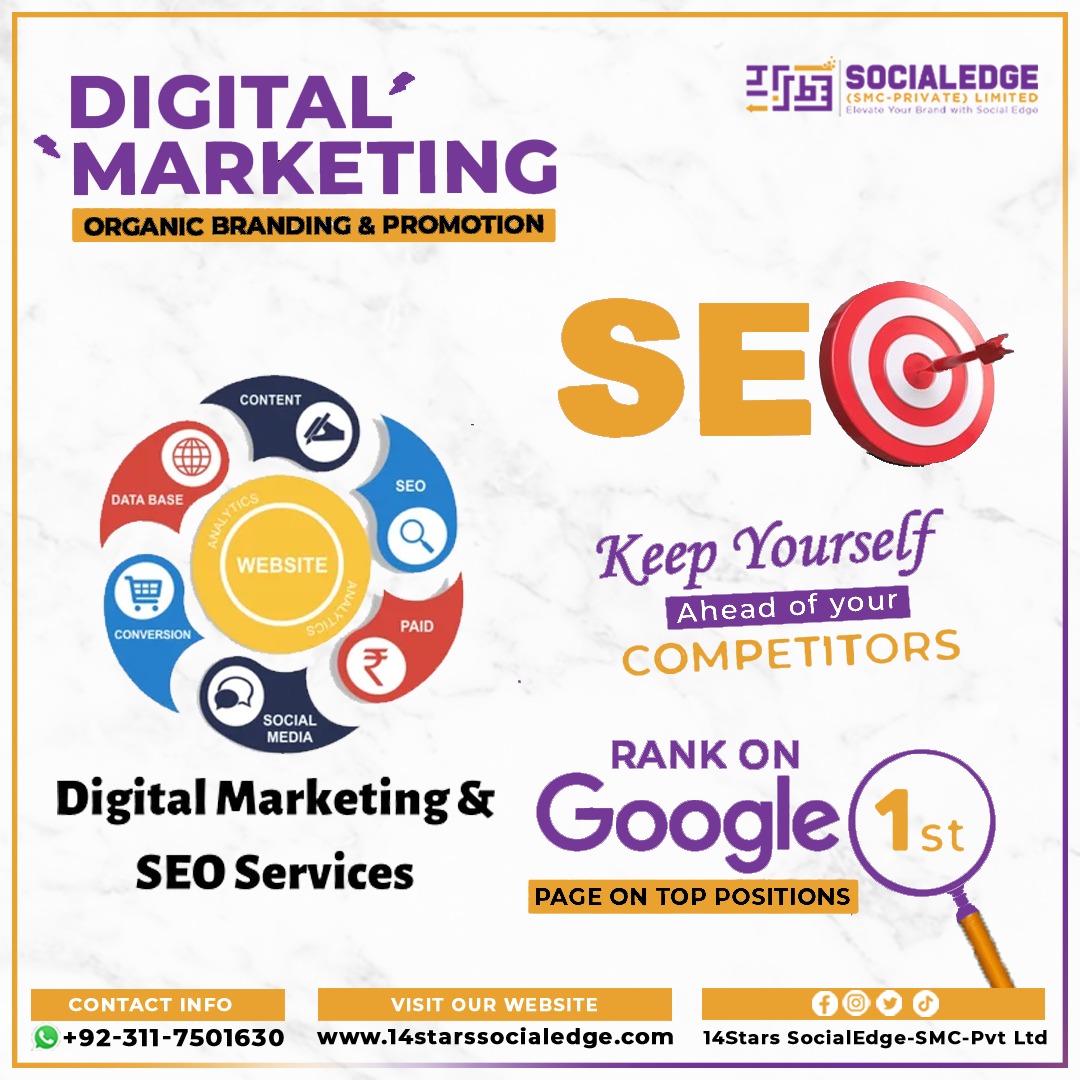 DIGITAL
MARKETING
ORGANIC BRANDING & PROMOTION
SOCIALEDGE
(SMC-PRIVATE) LIMITED
Elevate Your Brand with Social Edge
SEO
CONTENT
DATA BASE
SEO
ANALYTICS
WEBSITE
ANALYTICS
CONVERSION
PAID
₹
SOCIAL
MEDIA
Keep Yourself
Ahead of your
COMPETITORS
Digital Marketing &
SEO Services
RANK ON
Google
1st
PAGE ON TOP POSITIONS
CONTACT INFO
+92-311-7501630
VISIT OUR WEBSITE
www.14starssocialedge.com
14Stars SocialEdge-SMC-Pvt Ltd